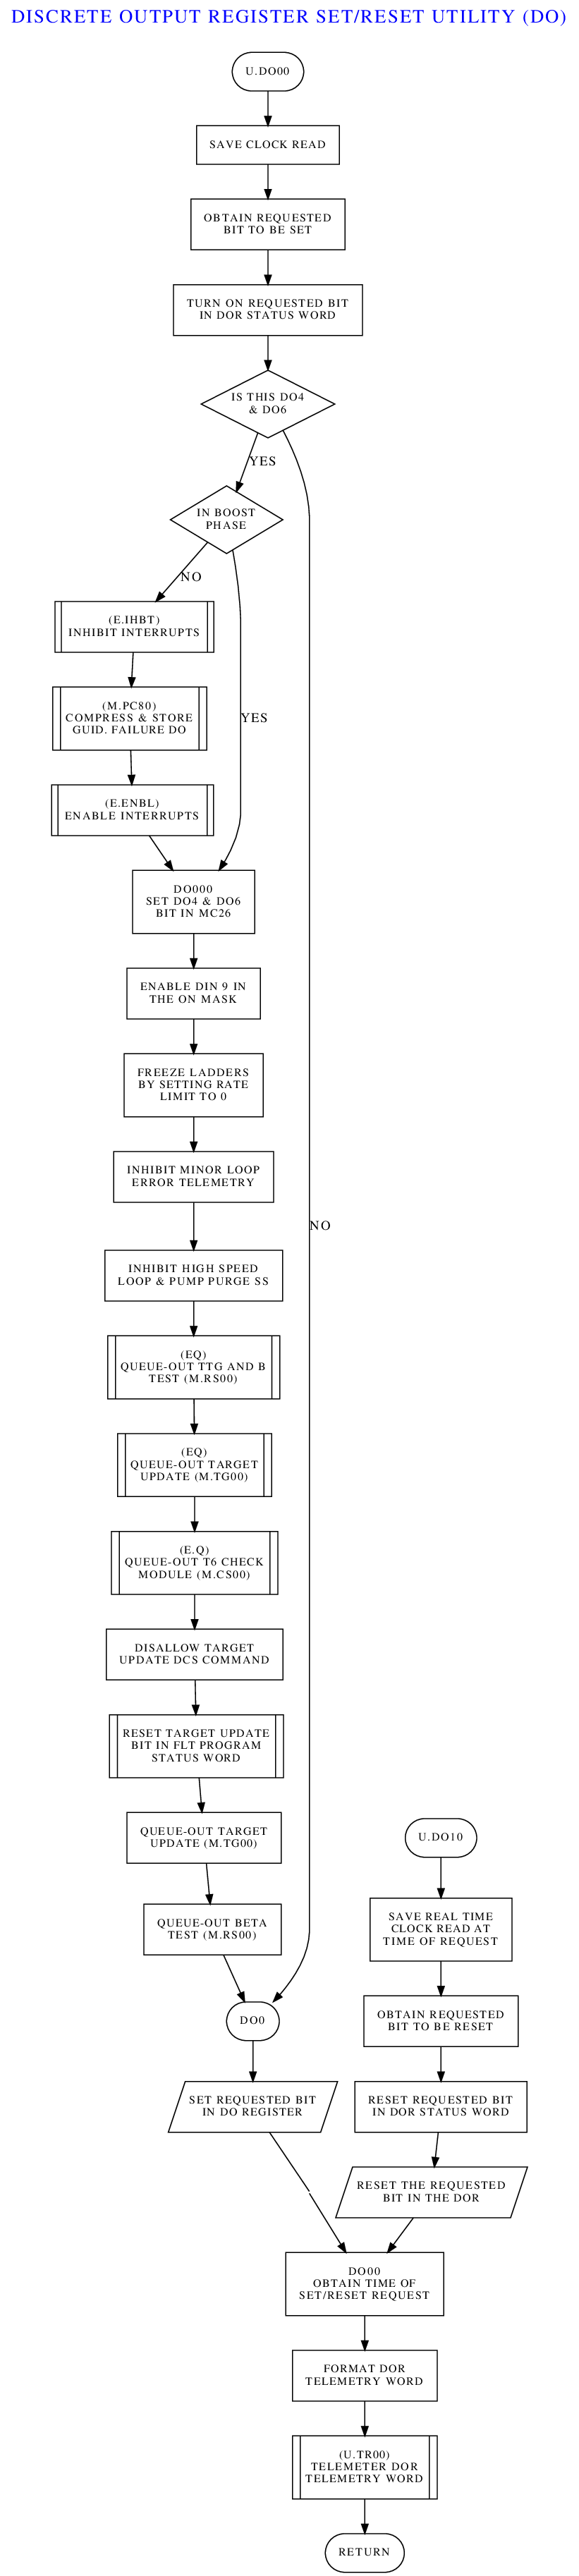 DISCRETE OUTPUT REGISTER SET/RESET UTILITY (DO)
U.DO00
SAVE CLOCK READ
OBTAIN REQUESTED
BIT TO BE SET
TURN ON REQUESTED BIT
IN DOR STATUS WORD
IS THIS DO4
& DO6
YES
IN BOOST
PHASE
NO
(E.IHBT)
INHIBIT INTERRUPTS
(M.PC80)
COMPRESS & STORE
GUID. FAILURE DO
YES
(E.ENBL)
ENABLE INTERRUPTS
DO000
SET DO4 & DO6
BIT IN MC26
ENABLE DIN 9 IN
THE ON MASK
FREEZE LADDERS
BY SETTING RATE
LIMIT TO 0
INHIBIT MINOR LOOP
ERROR TELEMETRY
NO
INHIBIT HIGH SPEED
LOOP & PUMP PURGE SS
(EQ)
QUEUE-OUT TTG AND B
TEST (M.RS00)
(EQ)
QUEUE-OUT TARGET
UPDATE (M.TG00)
(E.Q)
QUEUE-OUT T6 CHECK
MODULE (M.CS00)
DISALLOW TARGET
UPDATE DCS COMMAND
RESET TARGET UPDATE
BIT IN FLT PROGRAM
STATUS WORD
QUEUE-OUT TARGET
UPDATE (M.TG00)
QUEUE-OUT BETA
TEST (M.RS00)
DO0
SET REQUESTED BIT
IN DO REGISTER
U.DO10
SAVE REAL TIME
CLOCK READ AT
TIME OF REQUEST
OBTAIN REQUESTED
BIT TO BE RESET
RESET REQUESTED BIT
IN DOR STATUS WORD
RESET THE REQUESTED
BIT IN THE DOR
DO00
OBTAIN TIME OF
SET/RESET REQUEST
FORMAT DOR
TELEMETRY WORD
(U.TR00)
TELEMETER DOR
TELEMETRY WORD
RETURN